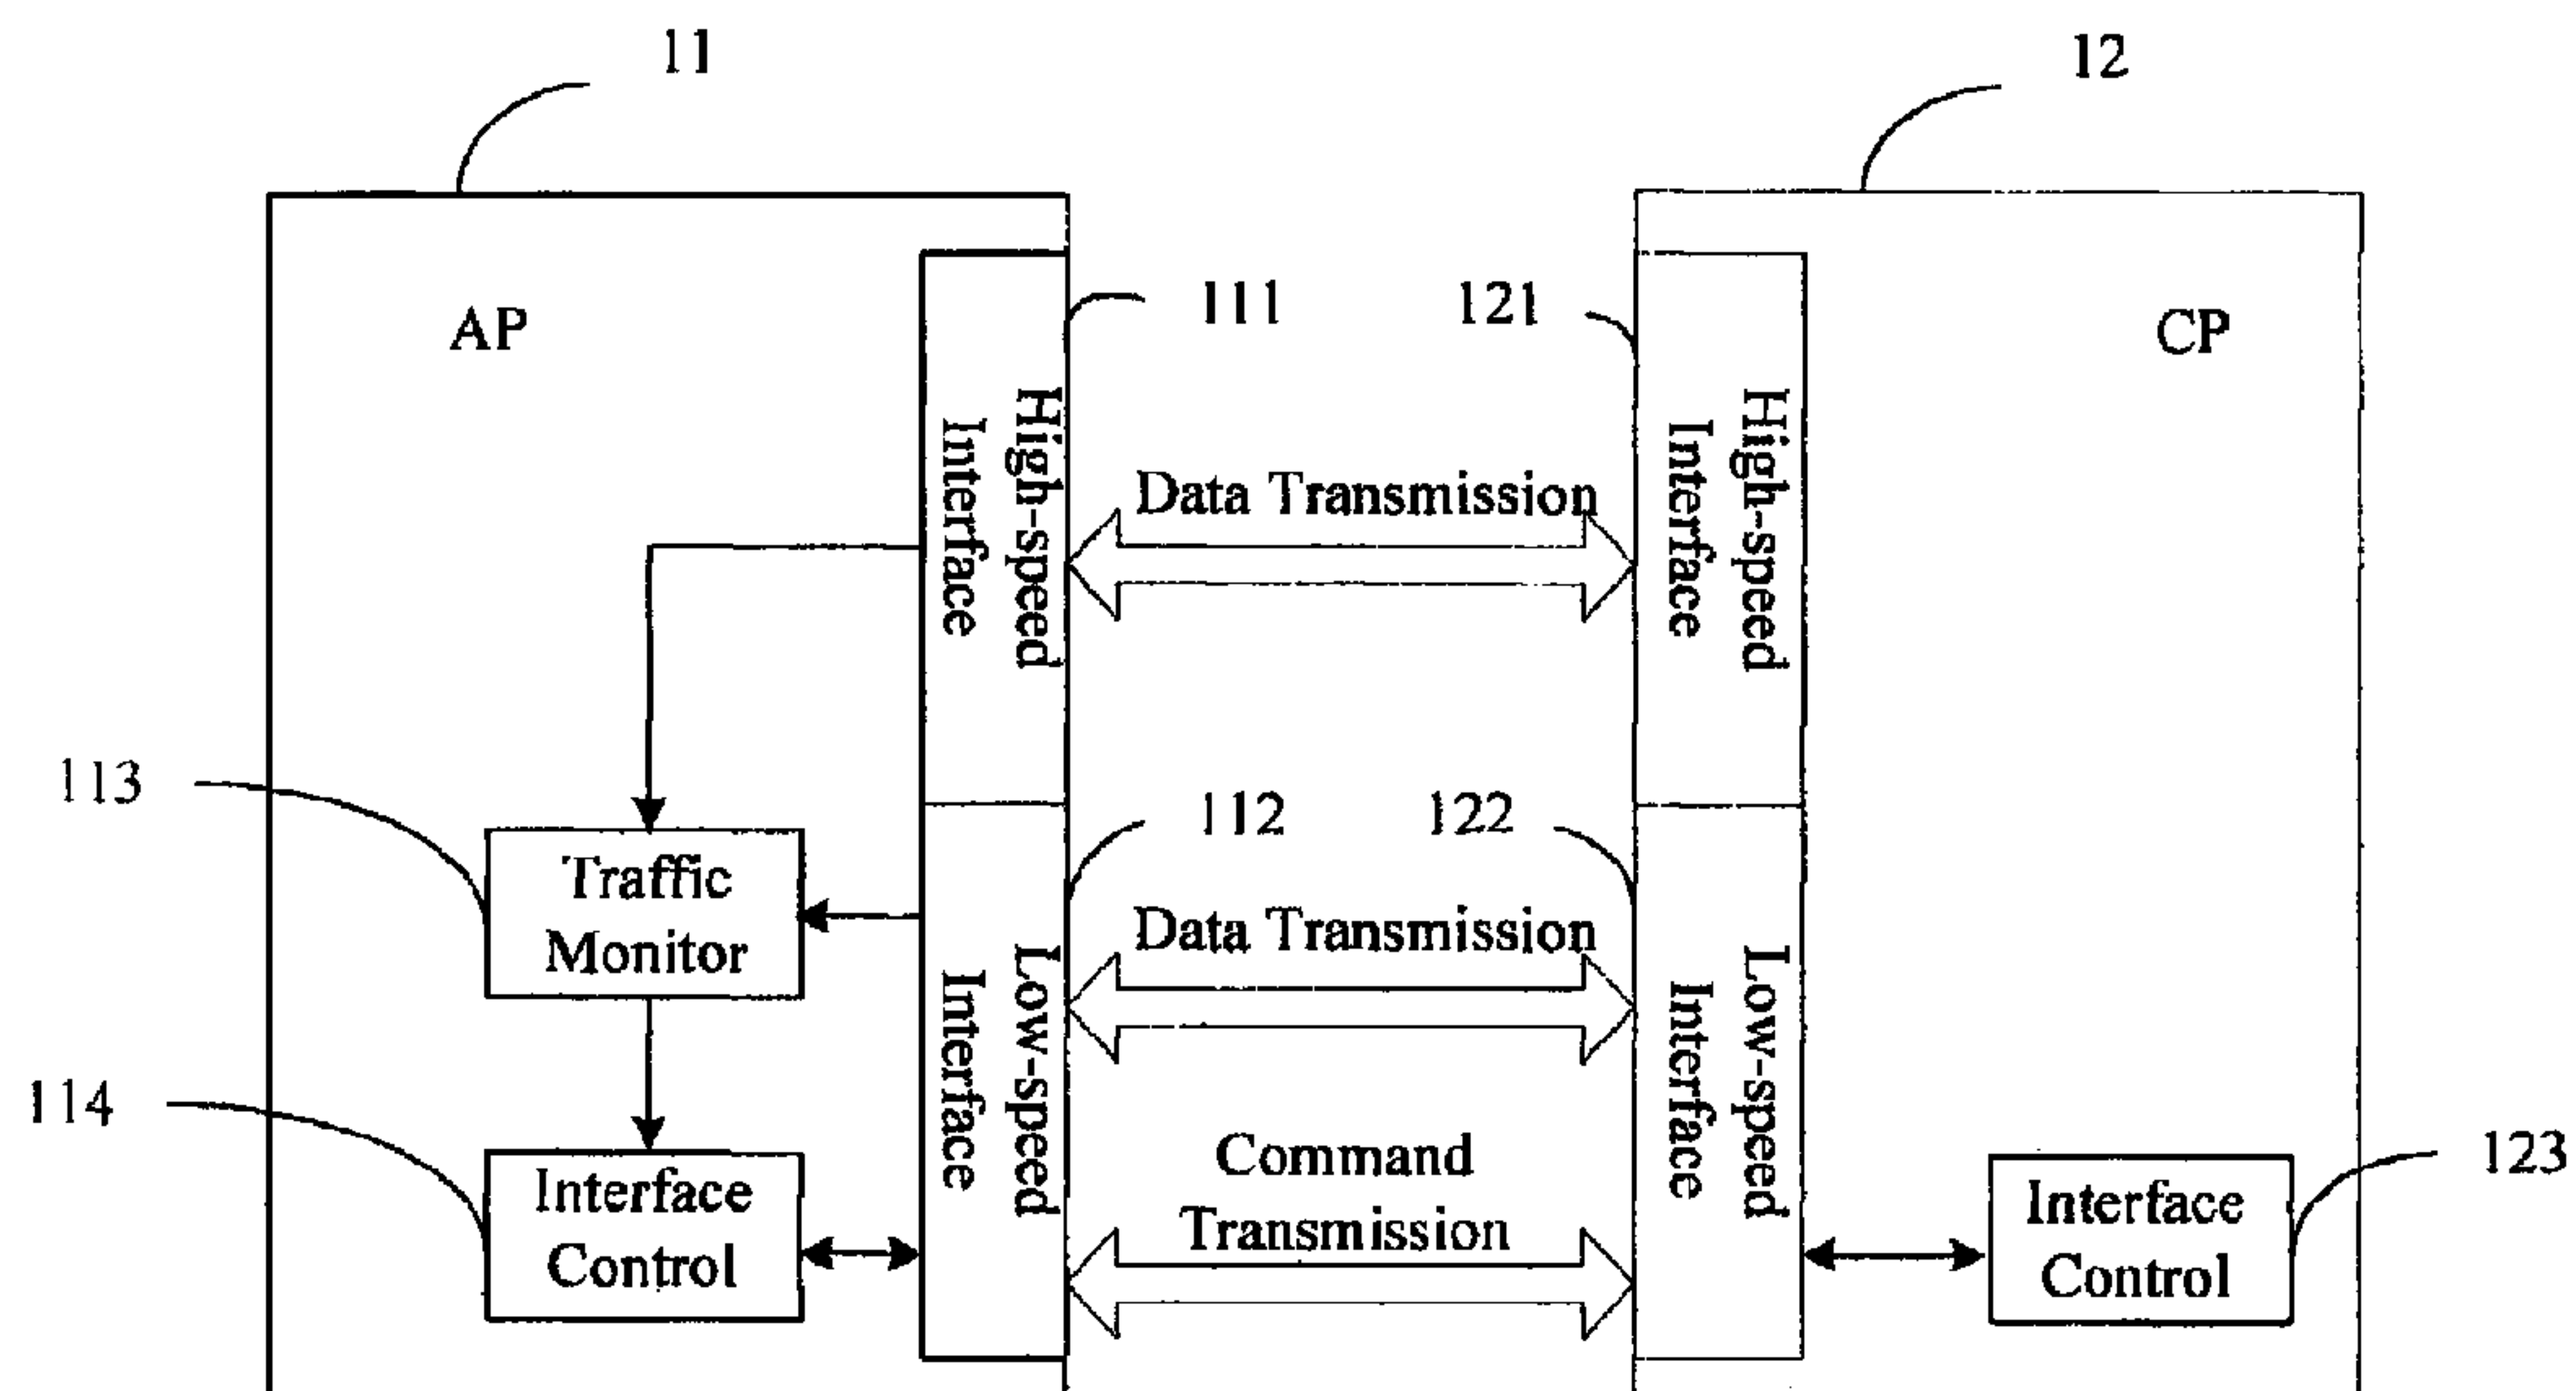 11
12
AP
CP
111
121
High-speed
Interface
High-speed
Interface
Data Transmission
113
112
122
Traffic
Monitor
Data Transmission
Low-speed
Interface
Low-speed
Interface
114
Command
Transmission
Interface
Control
Interface
Control
123